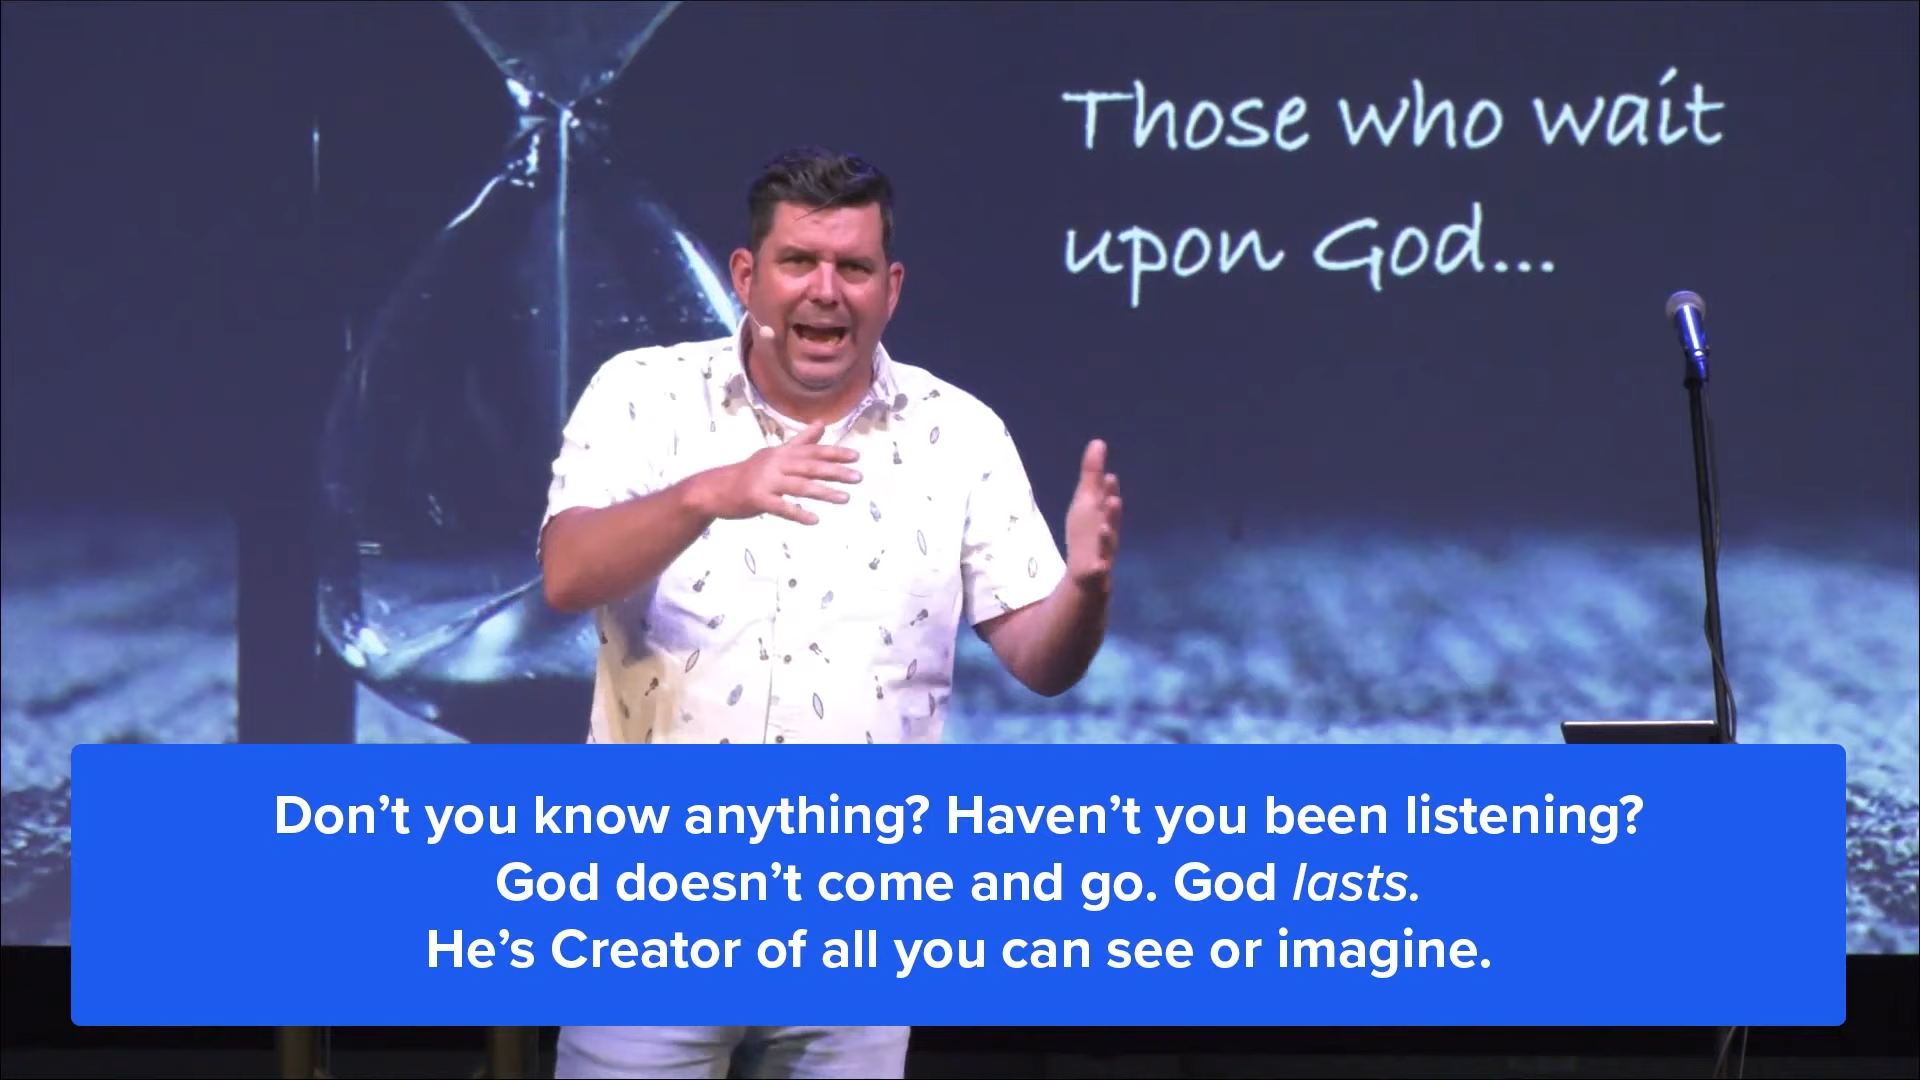 Those who wait
upon God...
Don’t you know anything? Haven’t you been listening?
God doesn’t come and go. God lasts.
He’s Creator of all you can see or imagine.